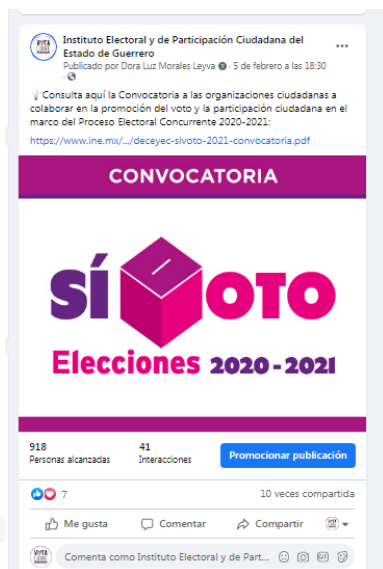 Instituto Electoral y de Participación Ciudadana del
Estado de Guerrero
Publicado por Dora Luz Morales Leyva · 5 de febrero a las 18:30
·
Consulta aquí la Convocatoria a las organizaciones ciudadanas a
colaborar en la promoción del voto y la participación ciudadana en el
marco del Proceso Electoral Concurrente 2020-2021:
https://www.ine.mx/.../deceyec-sivoto-2021-convocatoria.pdf
CONVOCATORIA
SÍ VOTO
Elecciones 2020-2021
918
Personas alcanzadas
41
Interacciones
Promocionar publicación
7
10 veces compartida
Me gusta
Comentar
Compartir
Comenta como Instituto Electoral y de Part...
GIF